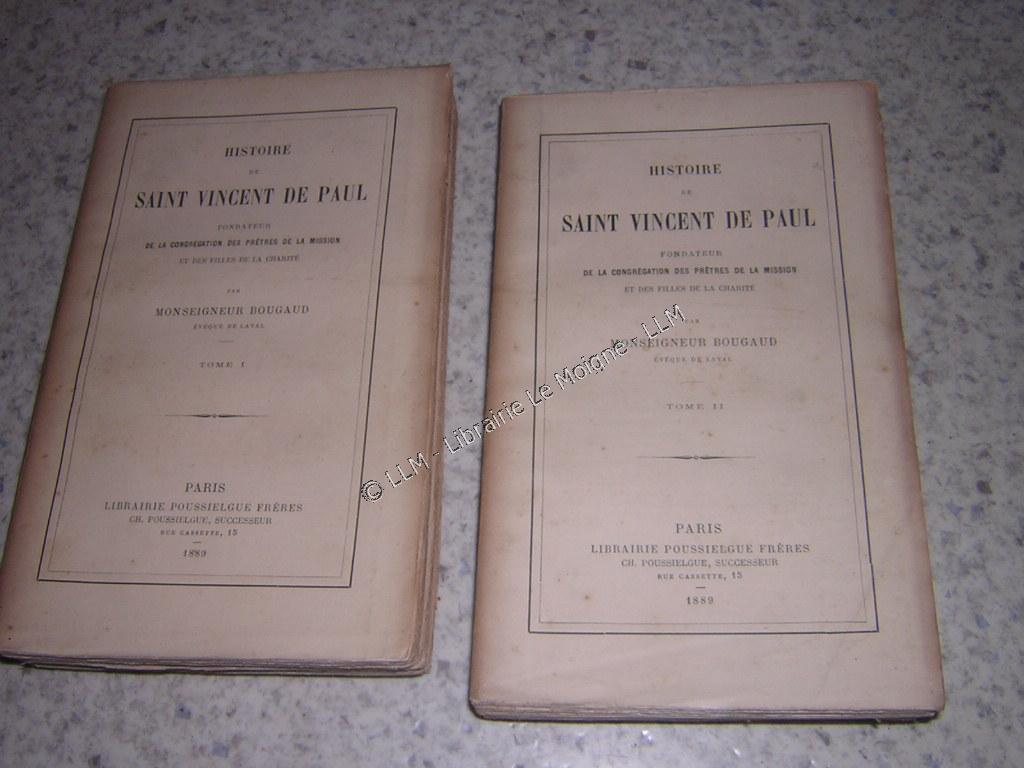 HISTOIRE
DE
SAINT VINCENT DE PAUL
FONDATEUR
DE LA CONGRÉGATION DES PRÊTRES DE LA MISSION
ET DES FILLES DE LA CHARITÉ
PAR
MONSEIGNEUR BOUGAUD
ÉVÊQUE DE LAVAL
TOME I
PARIS
LIBRAIRIE POUSSIELGUE FRÈRES
CH. POUSSIELGUE, SUCCESSEUR
RUE CASSETTE, 15
1889
HISTOIRE
DE
SAINT VINCENT DE PAUL
FONDATEUR
DE LA CONGRÉGATION DES PRÊTRES DE LA MISSION
ET DES FILLES DE LA CHARITÉ
PAR
MONSEIGNEUR BOUGAUD
ÉVÊQUE DE LAVAL
TOME II
PARIS
LIBRAIRIE POUSSIELGUE FRÈRES
CH. POUSSIELGUE, SUCCESSEUR
RUE CASSETTE, 15
1889
© LLM - Librairie Le Moigne - LLM